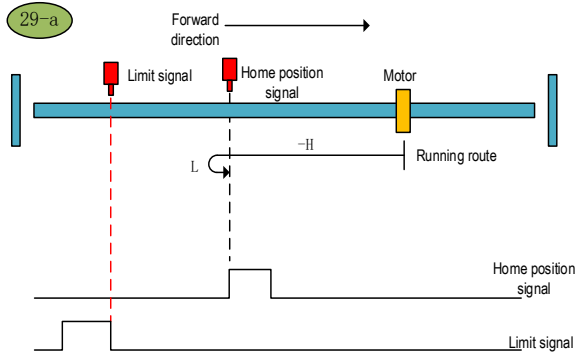 29-a
Forward
direction
Limit signal
Home position
signal
Motor
-H
L
Running route
Home position
signal
Limit signal